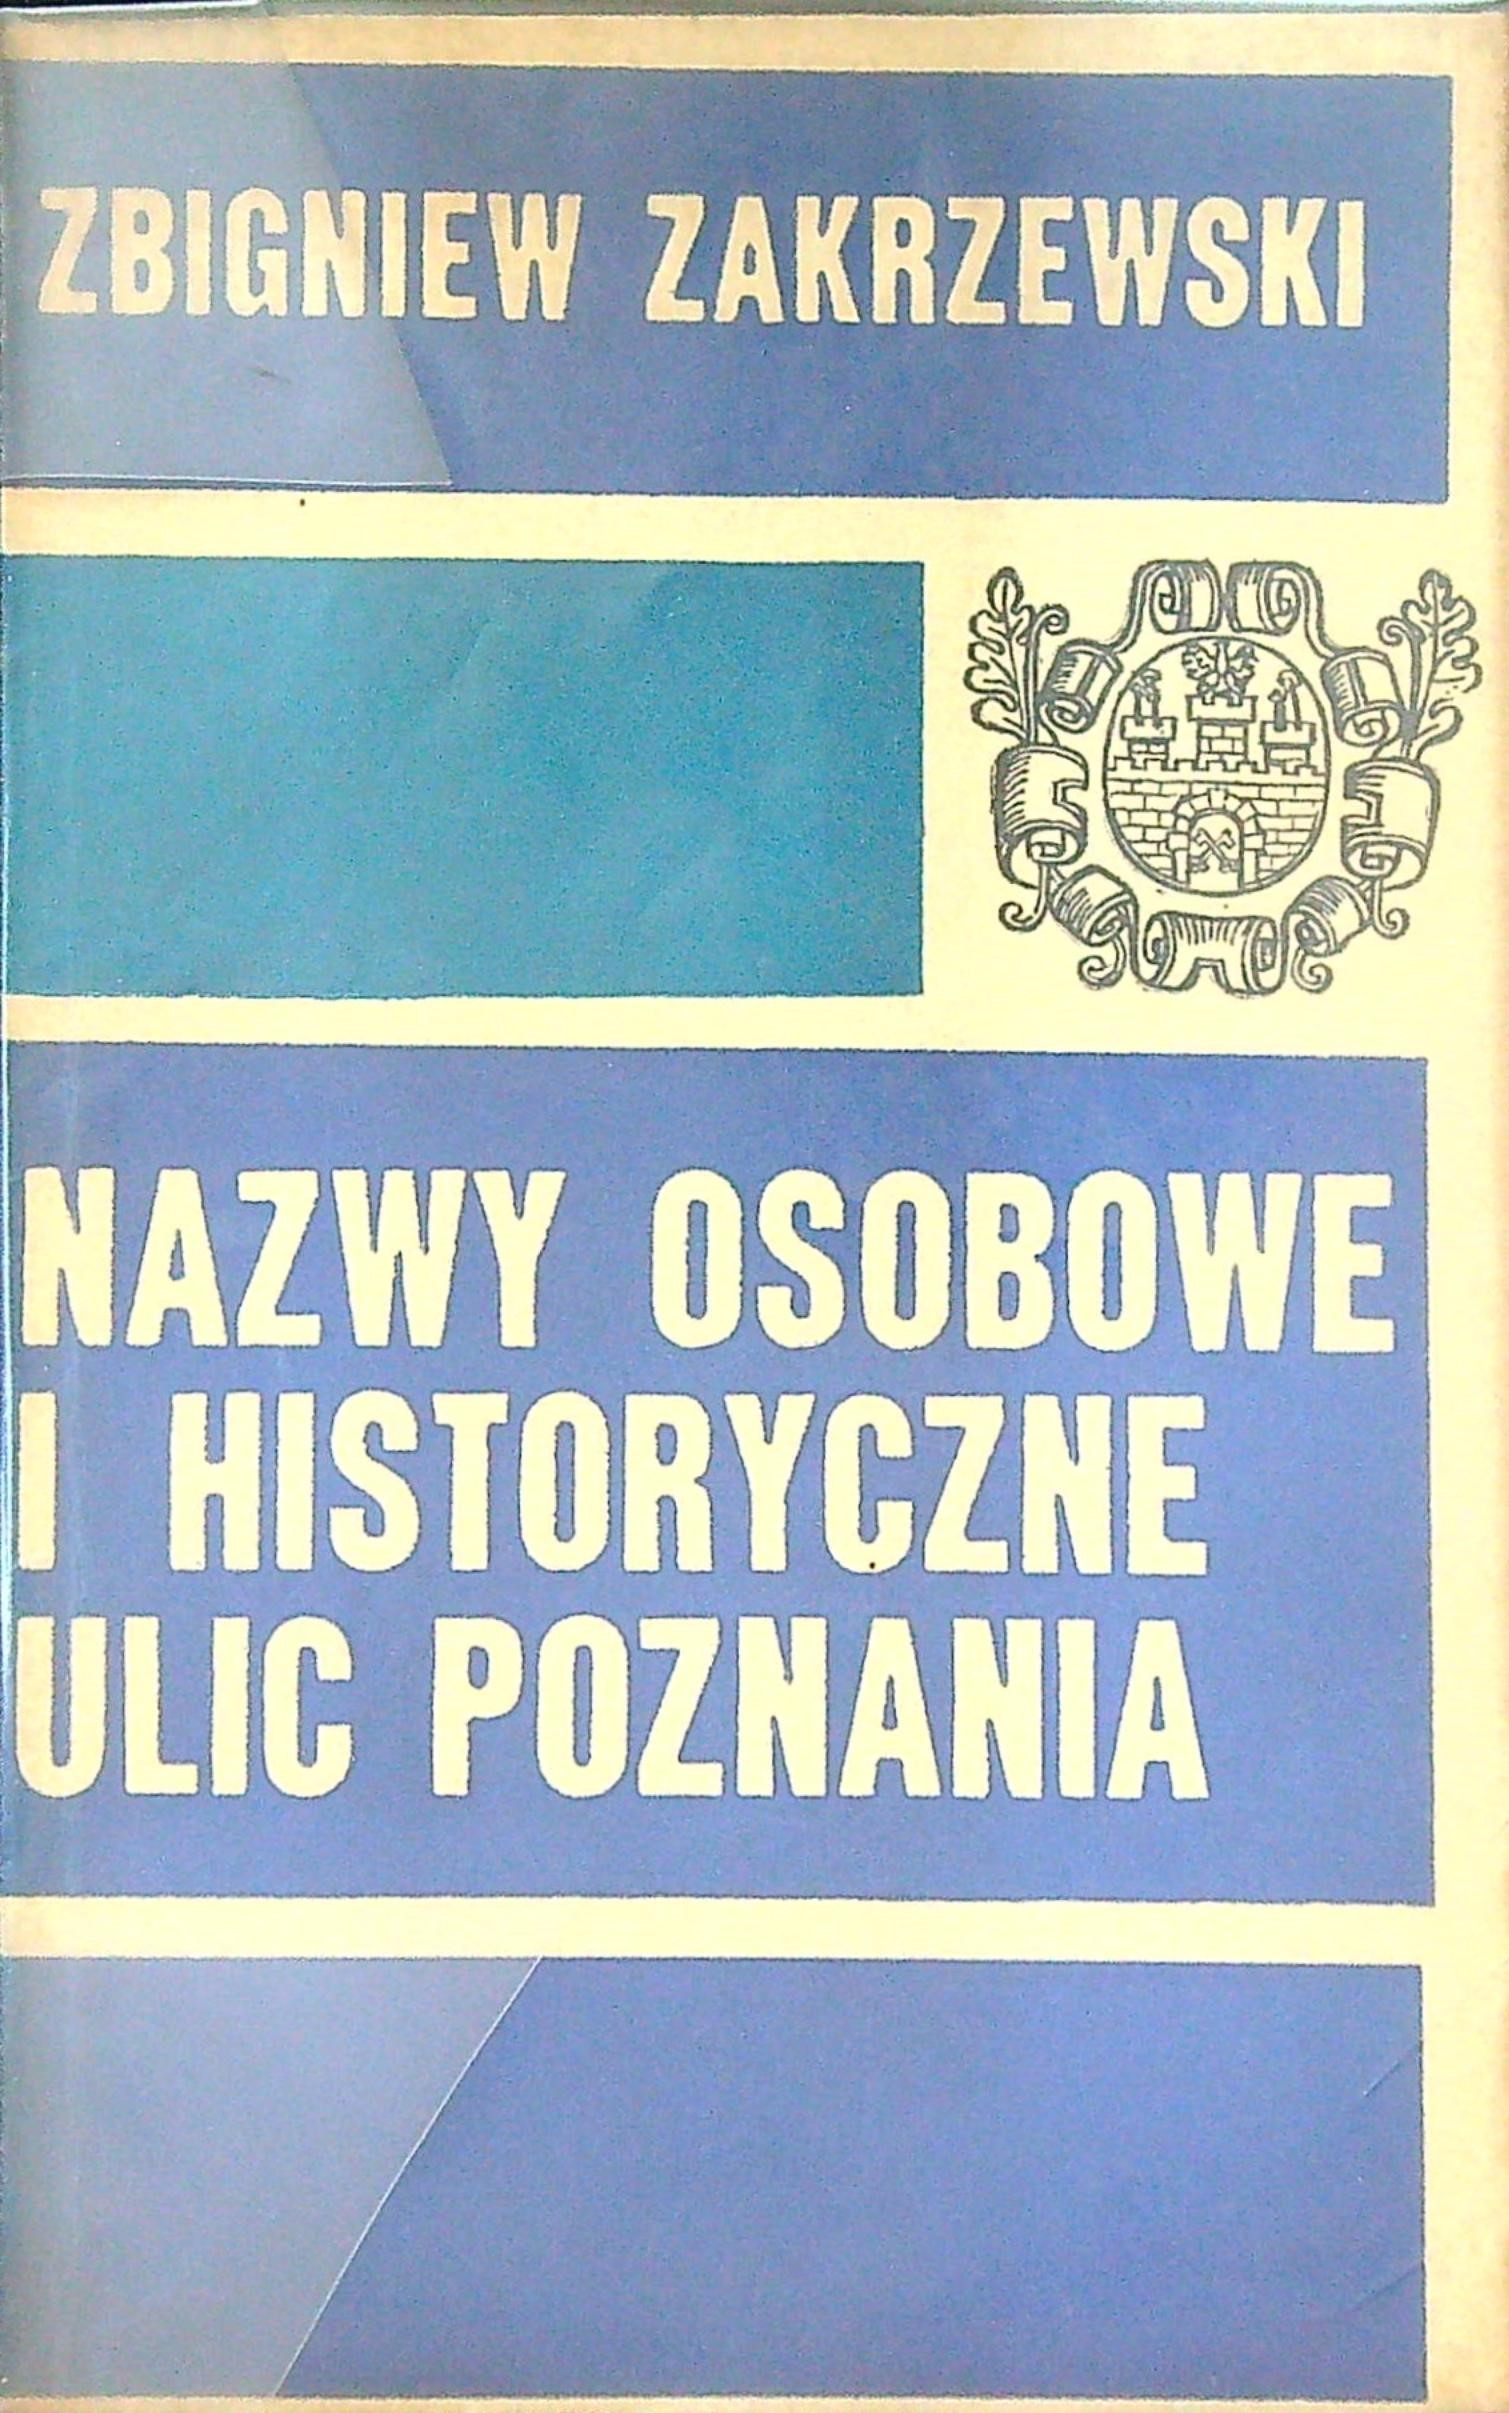 ZBIGNIEW ZAKRZEWSKI
NAZWY OSOBOWE
I HISTORYCZNE
ULIC POZNANIA